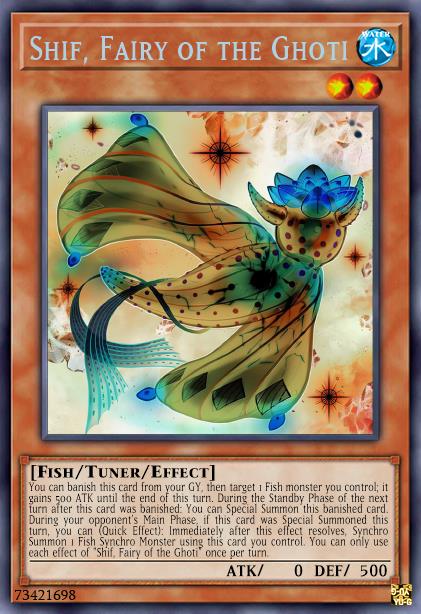 SHIF, FAIRY OF THE GHOTI
WATER
水
[FISH/TUNER/EFFECT]
You can banish this card from your GY, then target 1 Fish monster you control; it
gains 500 ATK until the end of this turn. During the Standby Phase of the next
turn after this card was banished: You can Special Summon this banished card.
During your opponent's Main Phase, if this card was Special Summoned this
turn, you can (Quick Effect): Immediately after this effect resolves, Synchro
Summon 1 Fish Synchro Monster using this card you control. You can only use
each effect of "Shif, Fairy of the Ghoti" once per turn.
ATK/ 0 DEF/ 500
73421698